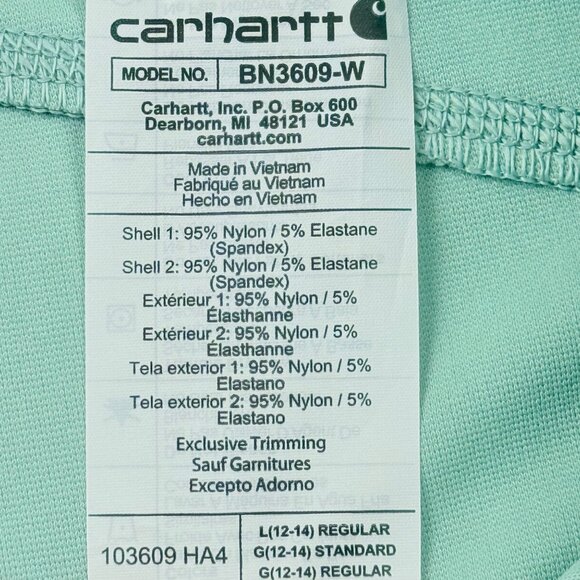 carhartt
MODEL NO. BN3609-W
Carhartt, Inc. P.O. Box 600
Dearborn, MI 48121 USA
carhartt.com
Made in Vietnam
Fabriqué au Vietnam
Hecho en Vietnam
Shell 1: 95% Nylon / 5% Elastane
(Spandex)
Shell 2: 95% Nylon / 5% Elastane
(Spandex)
Extérieur 1: 95% Nylon / 5%
Élasthanne
Extérieur 2: 95% Nylon / 5%
Élasthanne
Tela exterior 1: 95% Nylon / 5%
Elastano
Tela exterior 2: 95% Nylon / 5%
Elastano
Exclusive Trimming
Sauf Garnitures
Excepto Adorno
103609 HA4
L(12-14) REGULAR
G(12-14) STANDARD
G(12-14) REGULAR